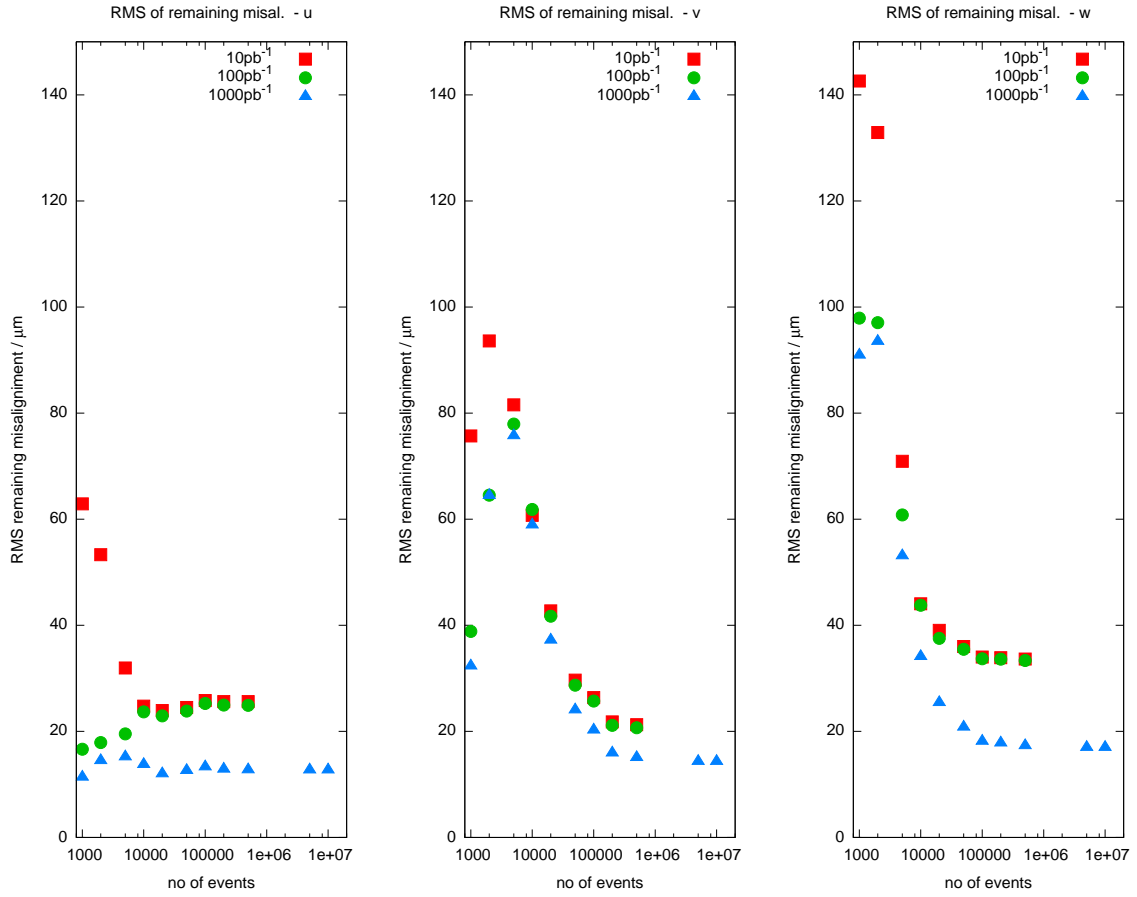 RMS of remaining misal. - u
10pb-1
100pb-1
1000pb-1
140
120
100
80
60
40
20
0
1000 10000 100000 1e+06 1e+07
no of events
RMS remaining misaligniment / μm
RMS of remaining misal. - v
10pb-1
100pb-1
1000pb-1
140
120
100
80
60
40
20
0
1000 10000 100000 1e+06 1e+07
no of events
RMS remaining misaligniment / μm
RMS of remaining misal. - w
10pb-1
100pb-1
1000pb-1
140
120
100
80
60
40
20
0
1000 10000 100000 1e+06 1e+07
no of events
RMS remaining misaligniment / μm